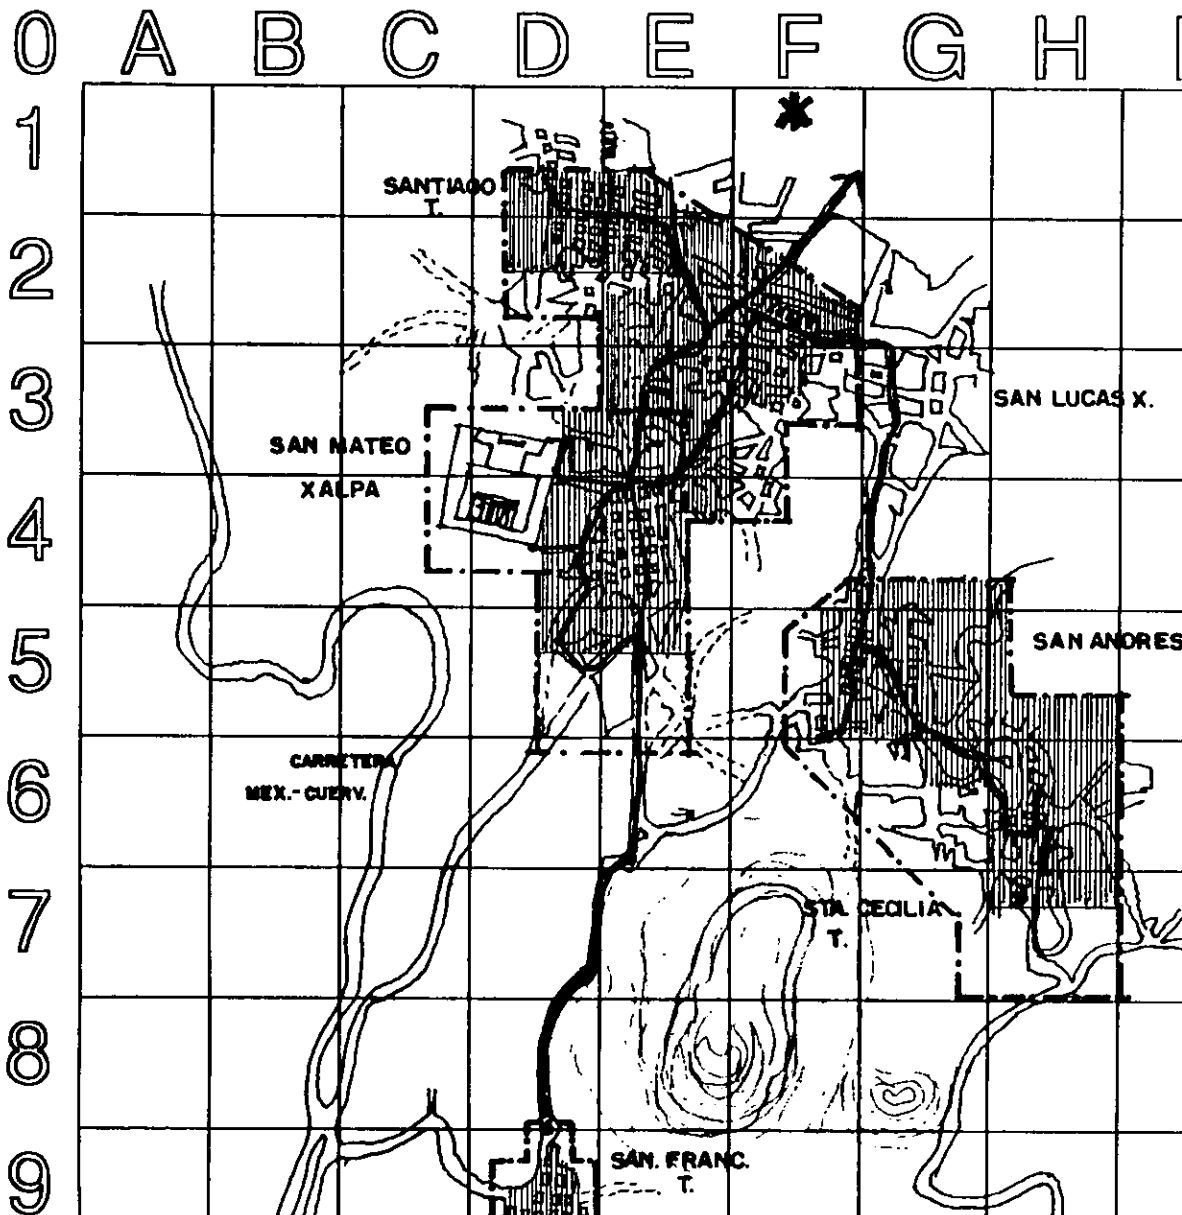 0 A B C D E F G H
1
SANTIAGO
T.
2
3
SAN LUCAS X.
SAN MATEO
XALPA
4
5
SAN ANDRES
CARRETERA
MEX.-CUERV.
6
7
STA. CECILIA
T.
8
9
SAN. FRANC.
T.